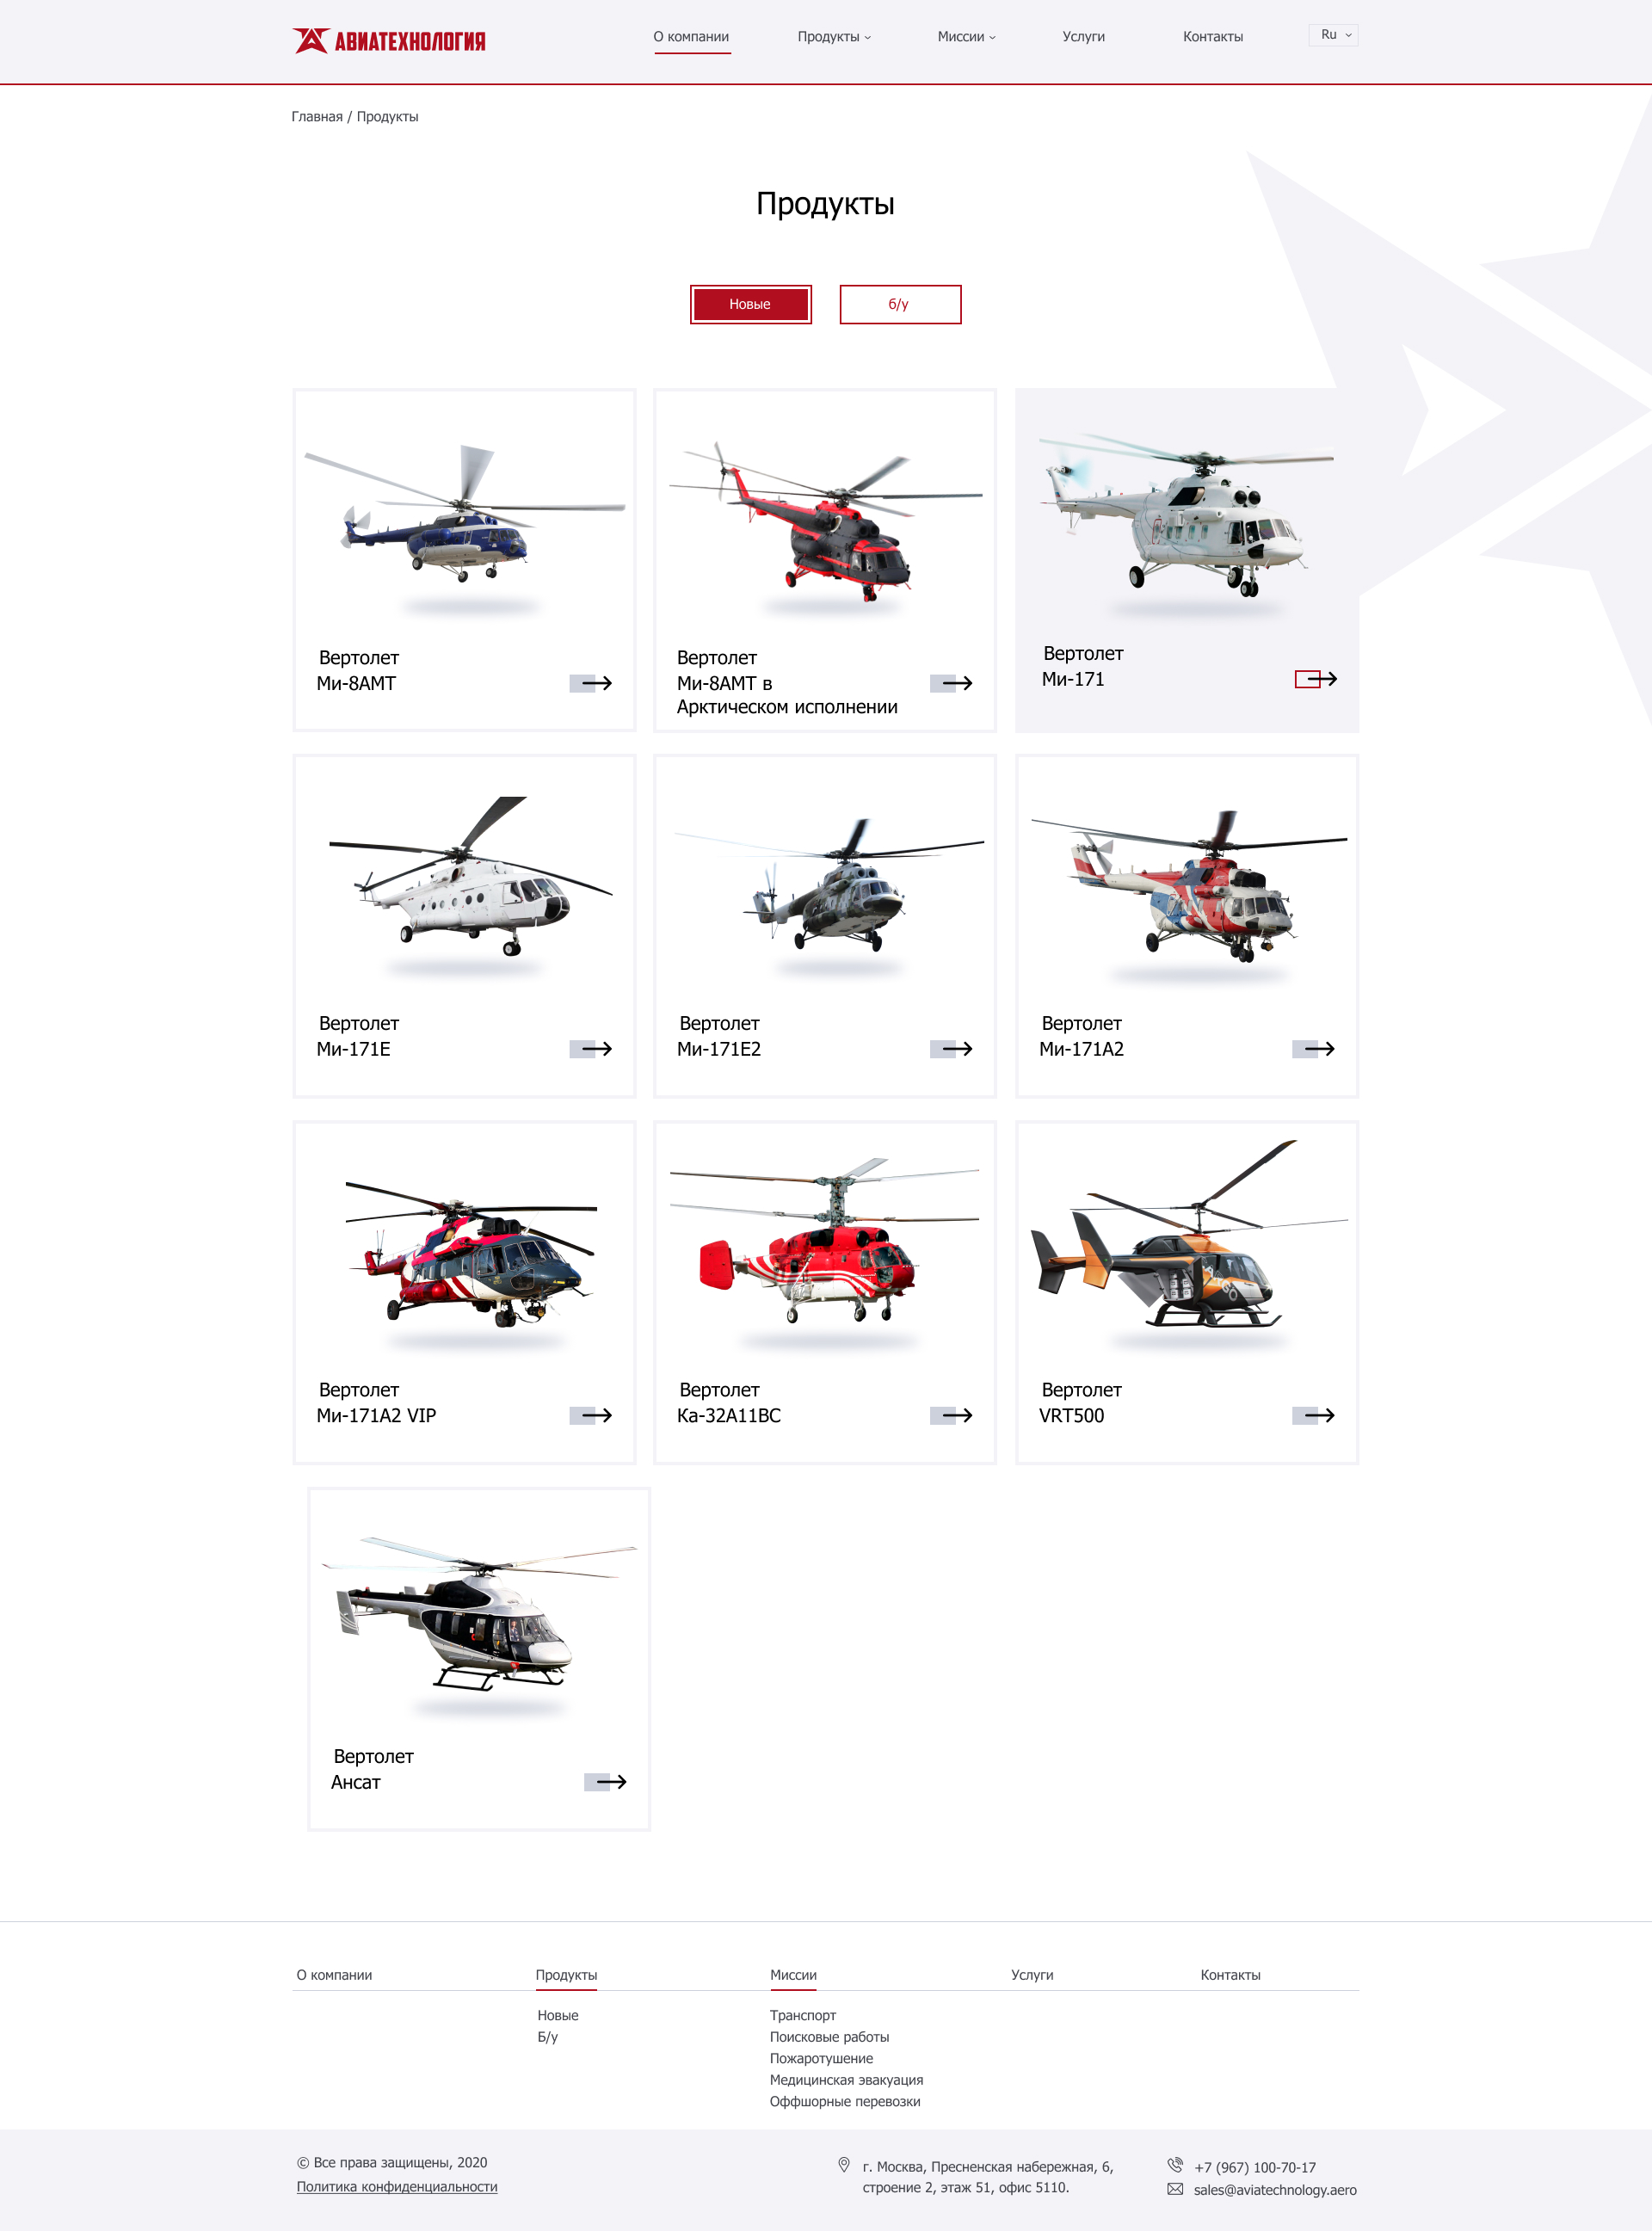 АВИАТЕХНОЛОГИЯ
О компании
Продукты
Миссии
Услуги
Контакты
Ru
Главная / Продукты
Продукты
Новые
б/у
Вертолет
Ми-8АМТ
Вертолет
Ми-8АМТ в
Арктическом исполнении
Вертолет
Ми-171
Вертолет
Ми-171Е
Вертолет
Ми-171Е2
Вертолет
Ми-171А2
Вертолет
Ми-171А2 VIP
Вертолет
Ка-32А11ВС
Вертолет
VRT500
Вертолет
Ансат
О компании
Продукты
Миссии
Услуги
Контакты
Новые
Б/у
Транспорт
Поисковые работы
Пожаротушение
Медицинская эвакуация
Оффшорные перевозки
© Все права защищены, 2020
Политика конфиденциальности
г. Москва, Пресненская набережная, 6,
строение 2, этаж 51, офис 5110.
+7 (967) 100-70-17
sales@aviatechnology.aero